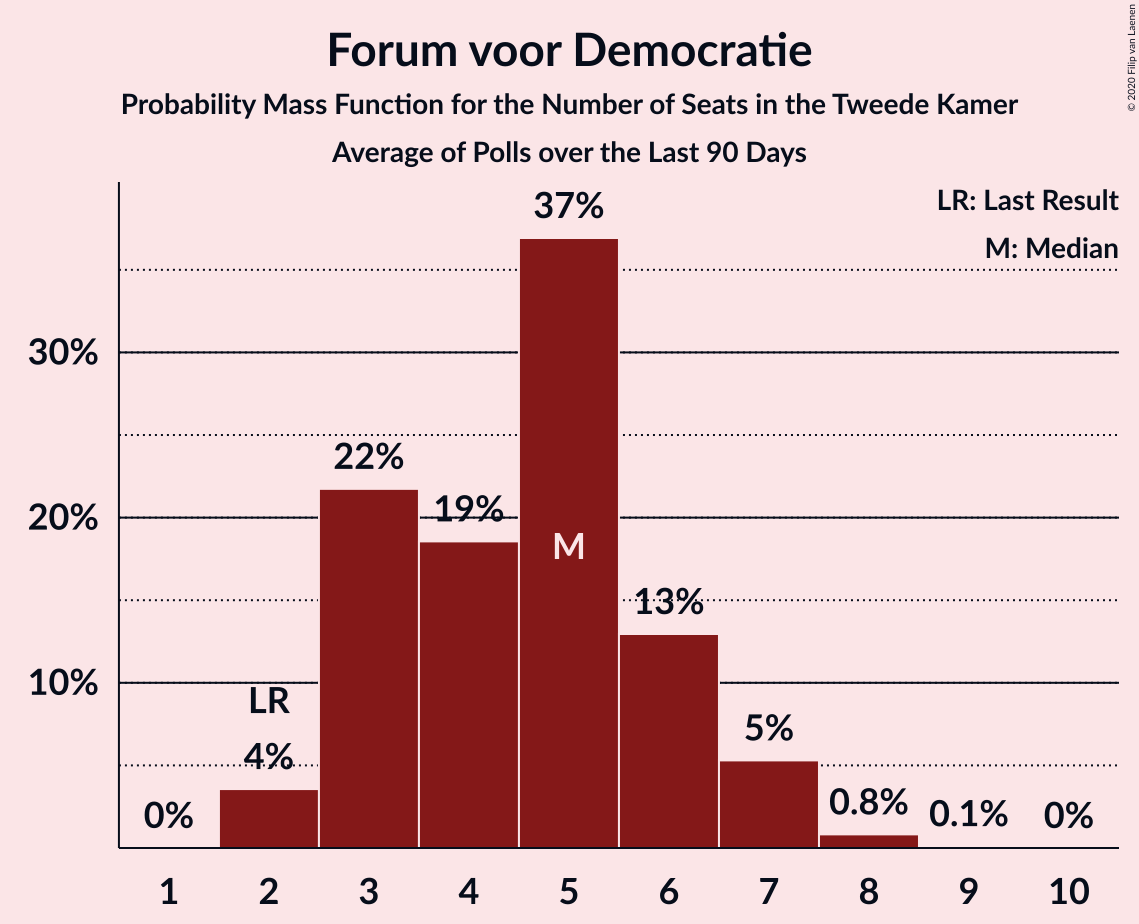 Forum voor Democratie
Probability Mass Function for the Number of Seats in the Tweede Kamer
Average of Polls over the Last 90 Days
© 2020 Filip van Laenen
LR: Last Result
M: Median
37%
30%
22%
20%
19%
M
13%
10%
LR
5%
4%
0.8%
0.1%
0%
0%
1 2 3 4 5 6 7 8 9 10